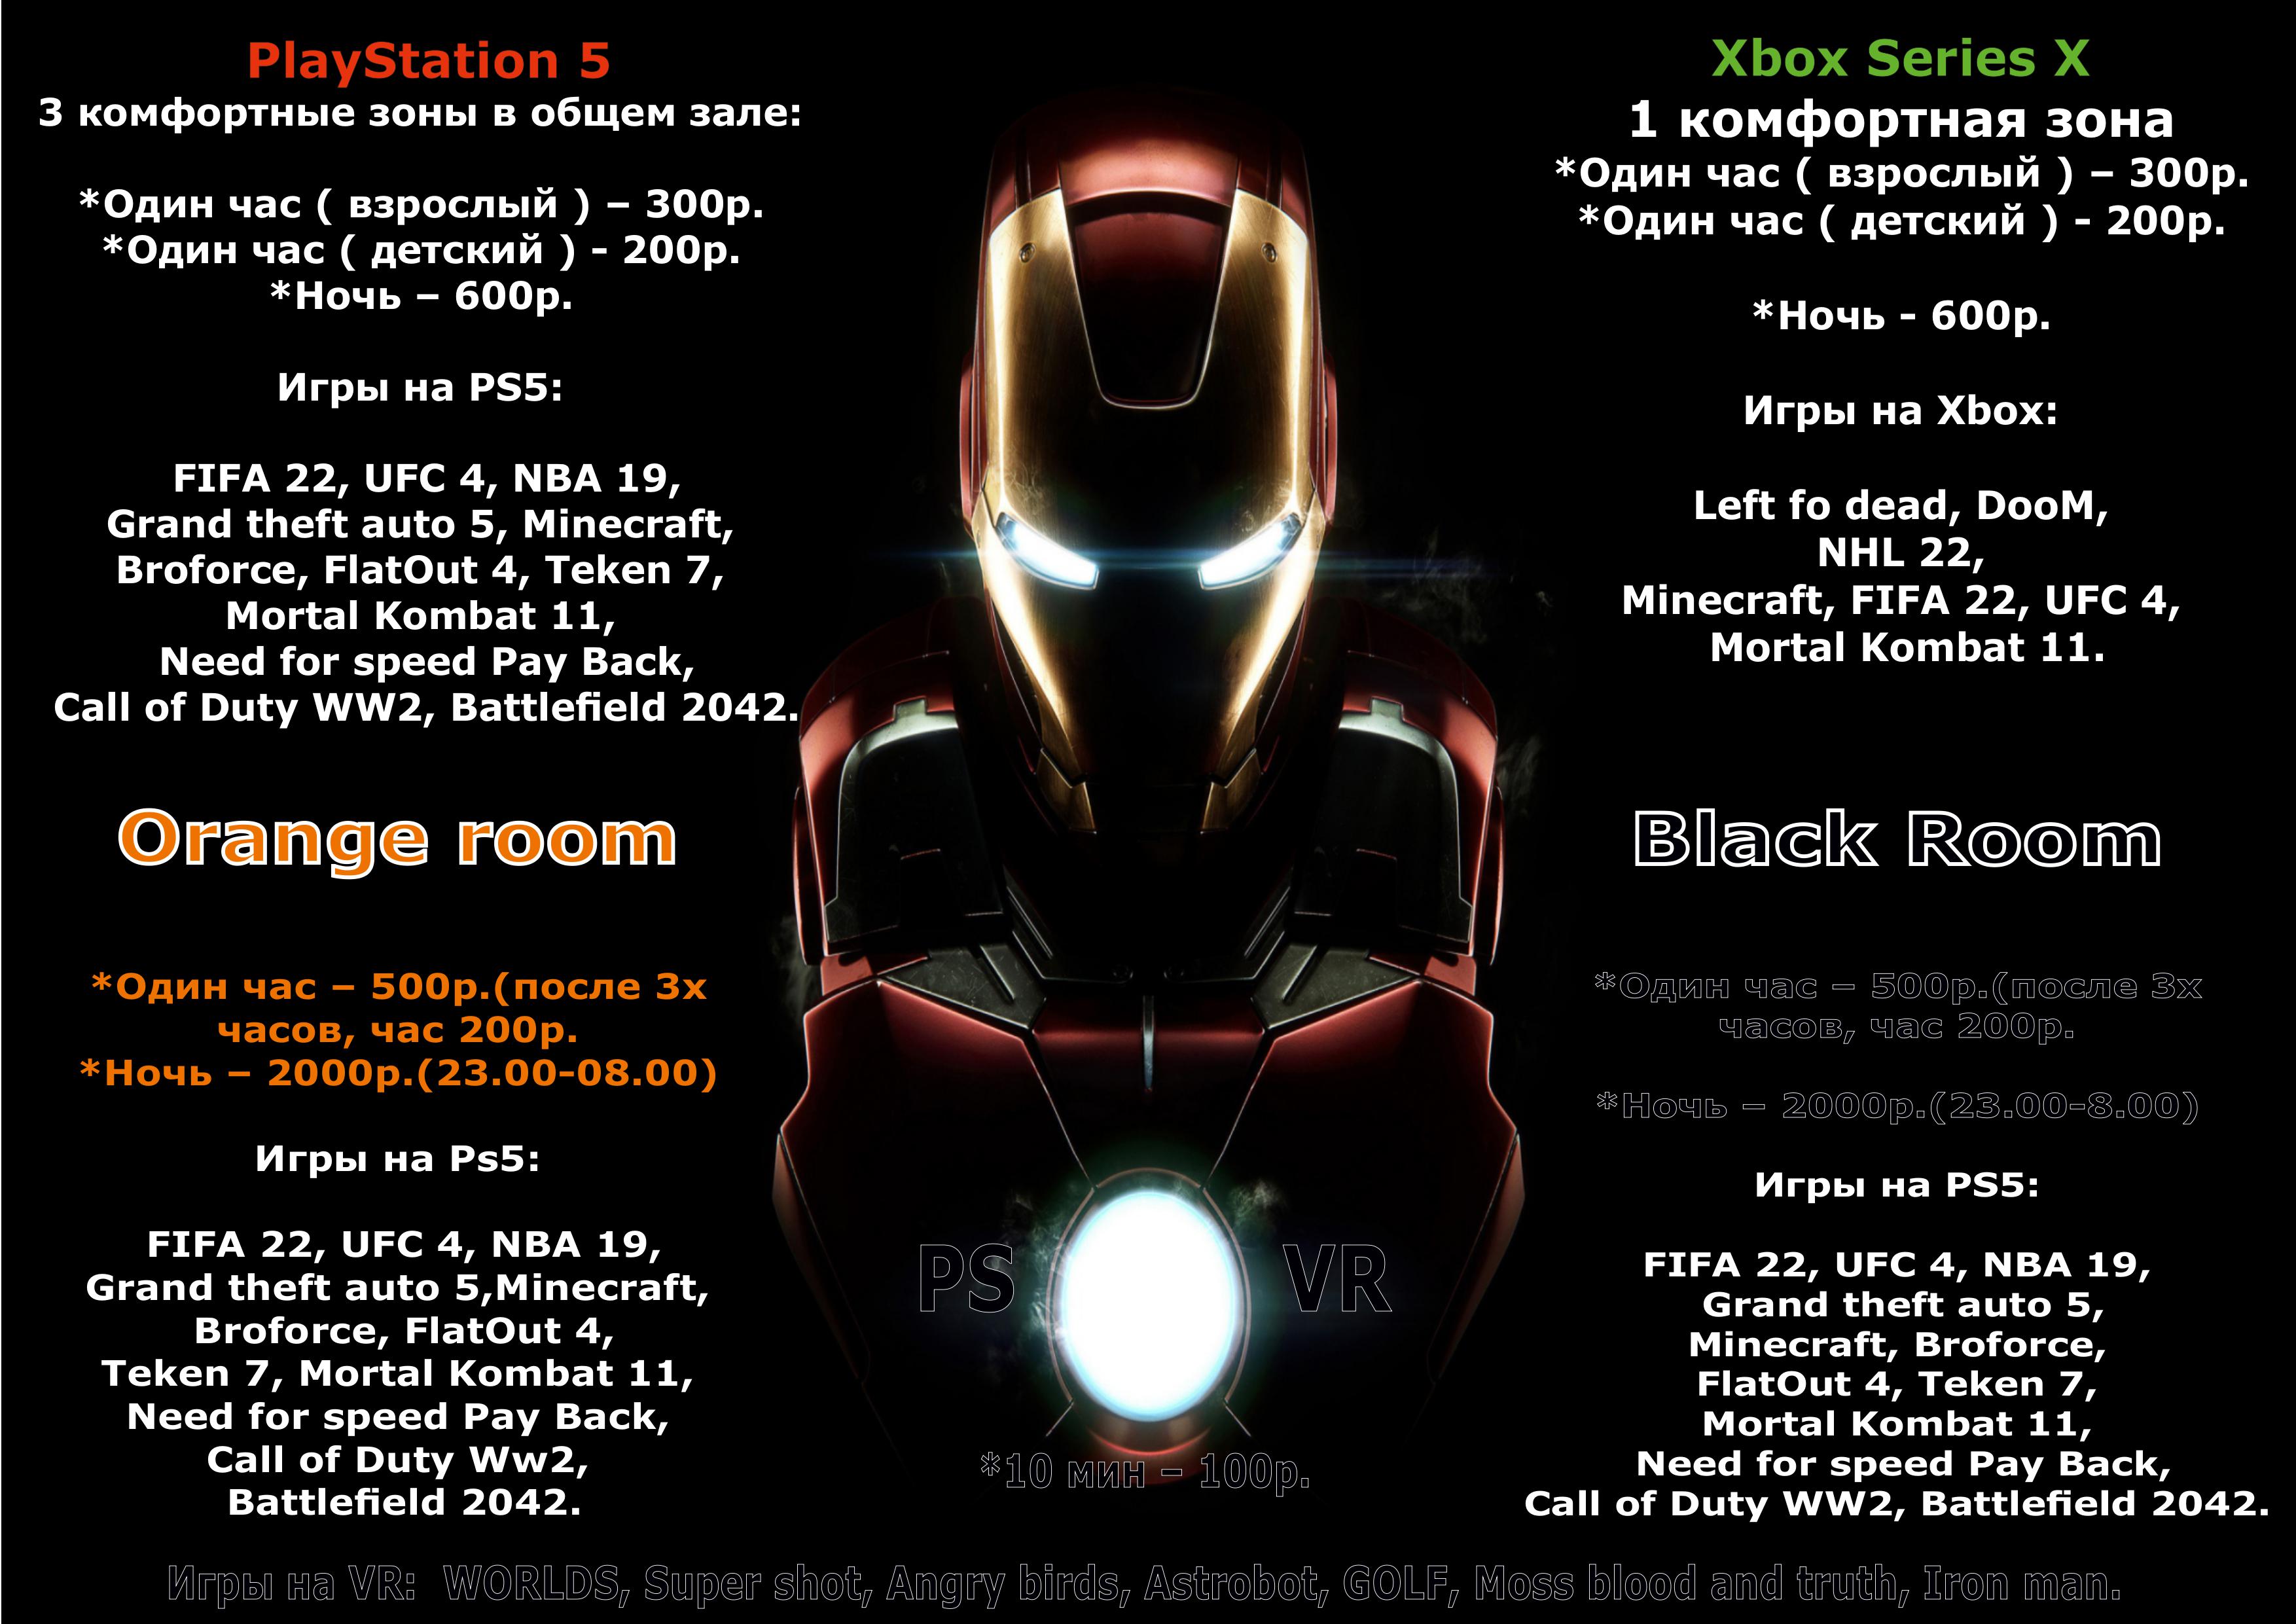 PlayStation 5
3 комфортные зоны в общем зале:
*Один час ( взрослый ) – 300р.
*Один час ( детский ) - 200р.
*Ночь – 600р.
Игры на PS5:
FIFA 22, UFC 4, NBA 19,
Grand theft auto 5, Minecraft,
Broforce, FlatOut 4, Teken 7,
Mortal Kombat 11,
Need for speed Pay Back,
Call of Duty WW2, Battlefield 2042.
Xbox Series X
1 комфортная зона
*Один час ( взрослый ) – 300р.
*Один час ( детский ) - 200р.
*Ночь - 600р.
Игры на Xbox:
Left fo dead, DooM,
NHL 22,
Minecraft, FIFA 22, UFC 4,
Mortal Kombat 11.
Orange room
*Один час – 500р.(после 3х
часов, час 200р.
*Ночь – 2000р.(23.00-08.00)
Игры на Ps5:
FIFA 22, UFC 4, NBA 19,
Grand theft auto 5,Minecraft,
Broforce, FlatOut 4,
Teken 7, Mortal Kombat 11,
Need for speed Pay Back,
Call of Duty Ww2,
Battlefield 2042.
Black Room
*Один час – 500р.(после 3х
часов, час 200р.
*Ночь – 2000р.(23.00-8.00)
Игры на PS5:
FIFA 22, UFC 4, NBA 19,
Grand theft auto 5,
Minecraft, Broforce,
FlatOut 4, Teken 7,
Mortal Kombat 11,
Need for speed Pay Back,
Call of Duty WW2, Battlefield 2042.
PS VR
*10 мин – 100р.
Игры на VR: WORLDS, Super shot, Angry birds, Astrobot, GOLF, Moss blood and truth, Iron man.